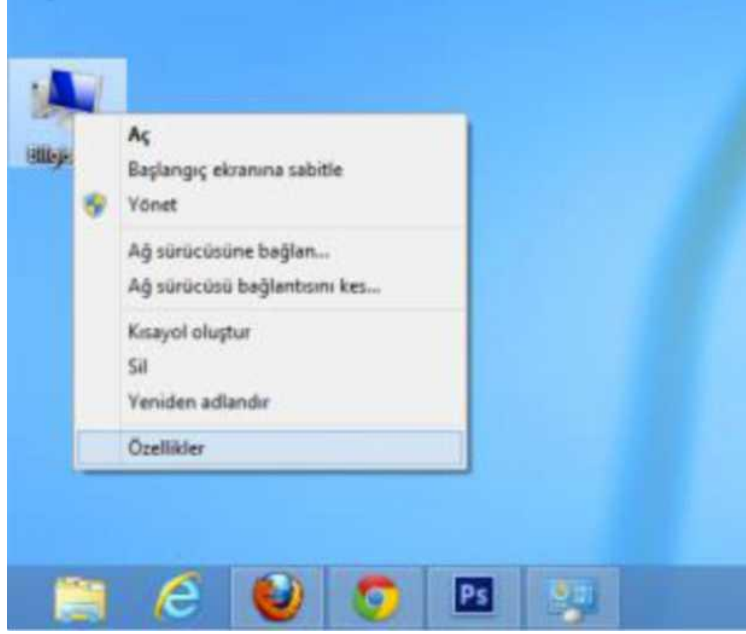 Aç
Başlangıç ekranına sabitle
Yönet
Ağ sürücüsüne bağlan...
Ağ sürücüsü bağlantısını kes...
Kısayol oluştur
Sil
Yeniden adlandır
Özellikler
Ps